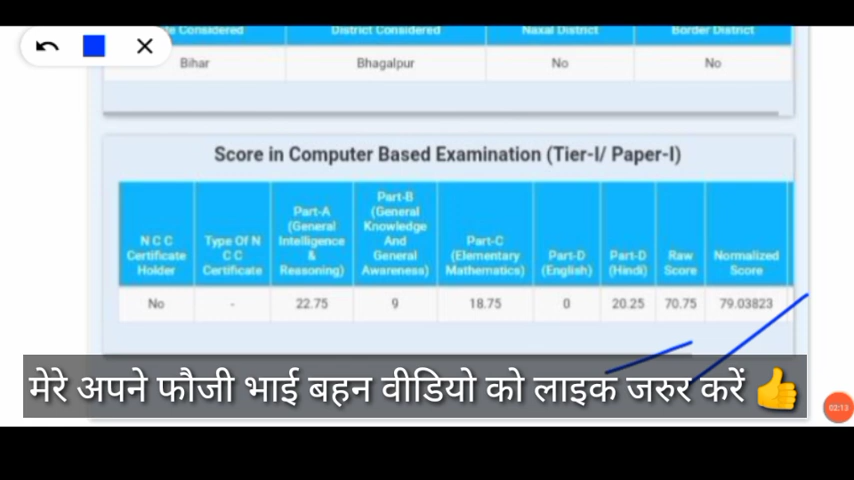 te Considered District Considered Naxal District Border District
Bihar Bhagalpur No No
Score in Computer Based Examination (Tier-I/ Paper-I)
N C C Certificate Holder
Type Of N C C Certificate
Part-A (General Intelligence & Reasoning)
Part-B (General Knowledge And General Awareness)
Part-C (Elementary Mathematics)
Part-D (English)
Part-D (Hindi)
Raw Score
Normalized Score
No - 22.75 9 18.75 0 20.25 70.75 79.03823
मेरे अपने फौजी भाई बहन वीडियो को लाइक जरुर करें 👍
02:13